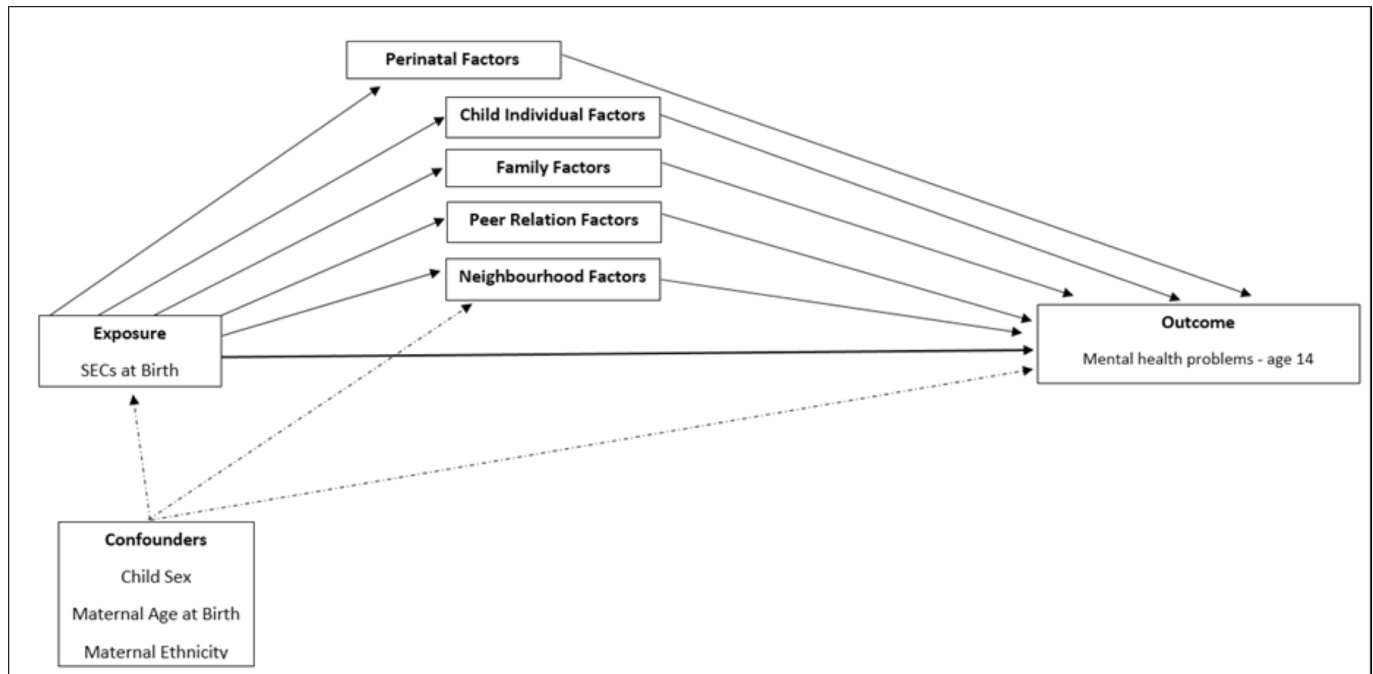 Perinatal Factors
Child Individual Factors
Family Factors
Peer Relation Factors
Neighbourhood Factors
Exposure
SECs at Birth
Outcome
Mental health problems - age 14
Confounders
Child Sex
Maternal Age at Birth
Maternal Ethnicity